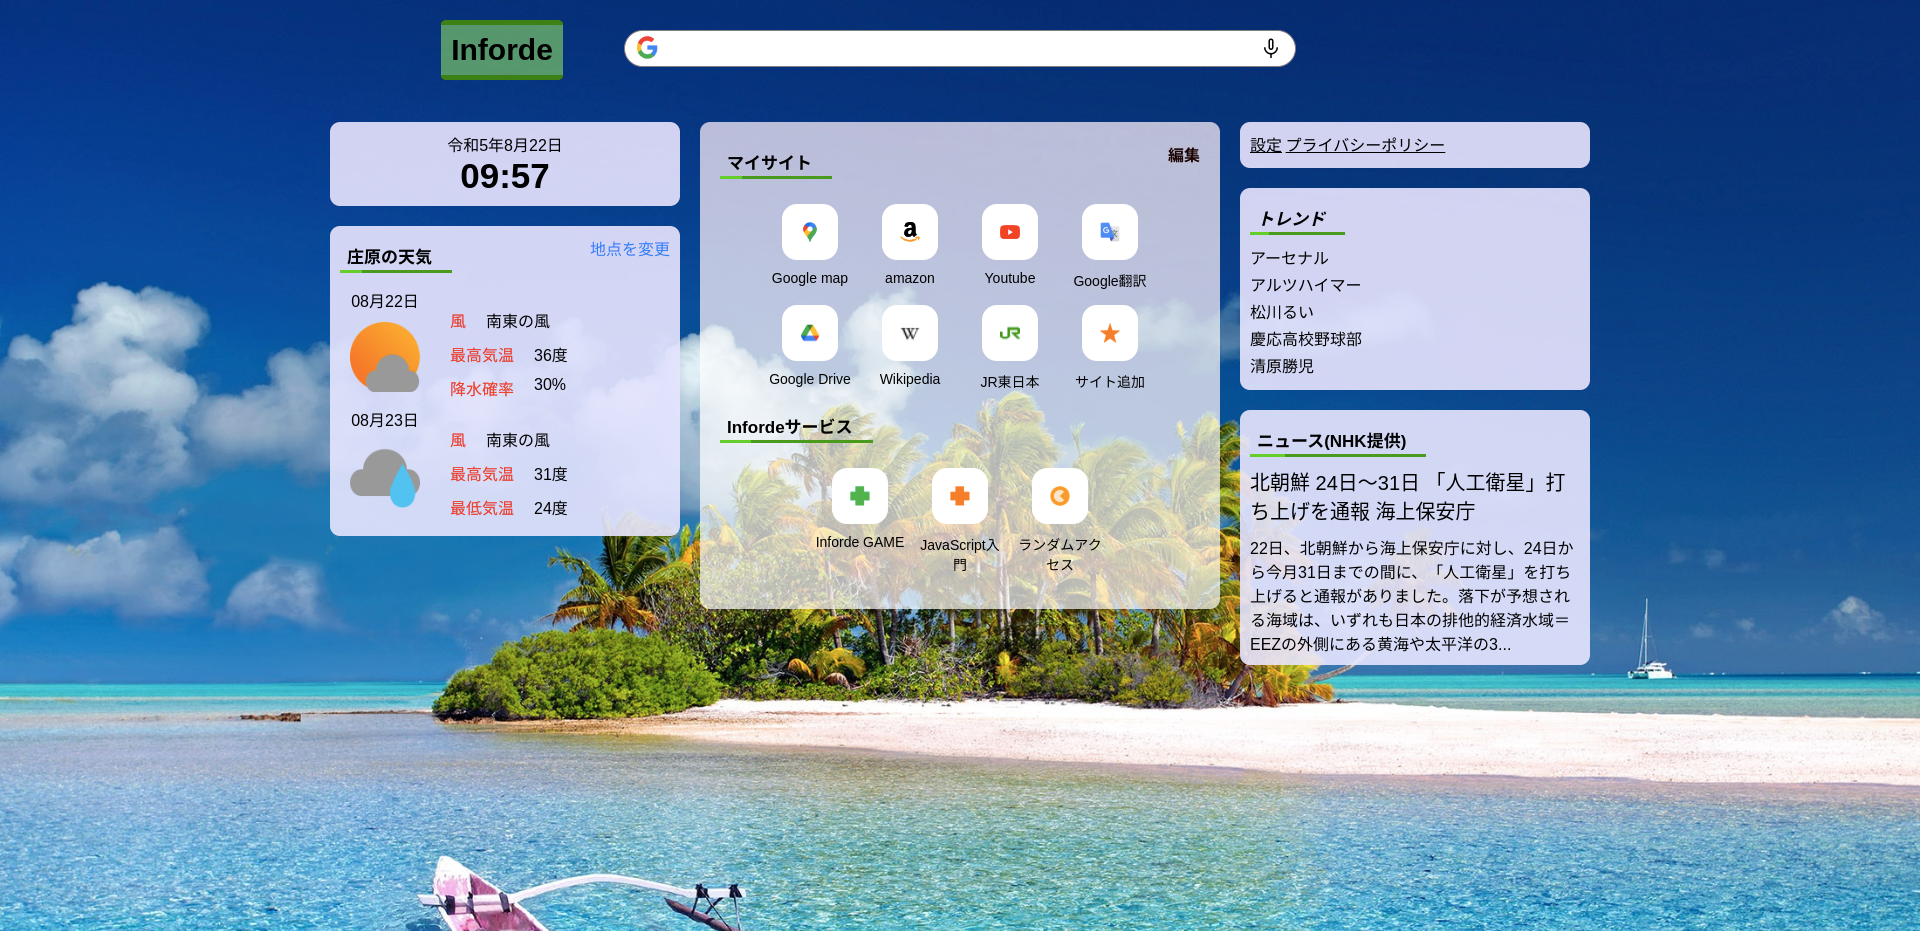 Inforde
令和5年8月22日
09:57
庄原の天気
地点を変更
08月22日
風 南東の風
最高気温 36度
降水確率 30%
08月23日
風 南東の風
最高気温 31度
最低気温 24度
マイサイト
編集
Google map
amazon
Youtube
Google翻訳
Google Drive
Wikipedia
JR東日本
サイト追加
Infordeサービス
Inforde GAME
JavaScript入
門
ランダムアク
セス
設定 プライバシーポリシー
トレンド
アーセナル
アルツハイマー
松川るい
慶応高校野球部
清原勝児
ニュース(NHK提供)
北朝鮮 24日～31日 「人工衛星」打
ち上げを通報 海上保安庁
22日、北朝鮮から海上保安庁に対し、24日か
ら今月31日までの間に、「人工衛星」を打ち
上げると通報がありました。落下が予想され
る海域は、いずれも日本の排他的経済水域＝
EEZの外側にある黄海や太平洋の3...